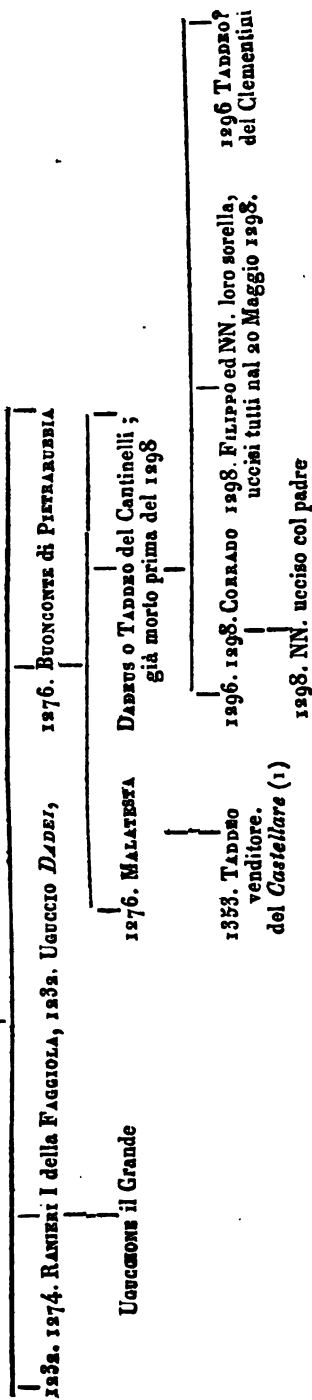 1232. 1274. RANIERI I della FAGGIOLA, 1232. UGUCCIO DADEI,
1276. BUONCONTE di PIETRARUBBIA
UGUCCIONE il Grande
1276. MALATESTA
DADEUS o TADDEO del Cantinelli;
già morto prima del 1298
1353. TADDEO
venditore.
del Castellare (1)
1296. 1298. CORRADO 1298. FILIPPO ed NN. loro sorella,
uccisi tutti nal 20 Maggio 1298.
1296 TADDEO?
del Clementini
1298. NN. ucciso col padre